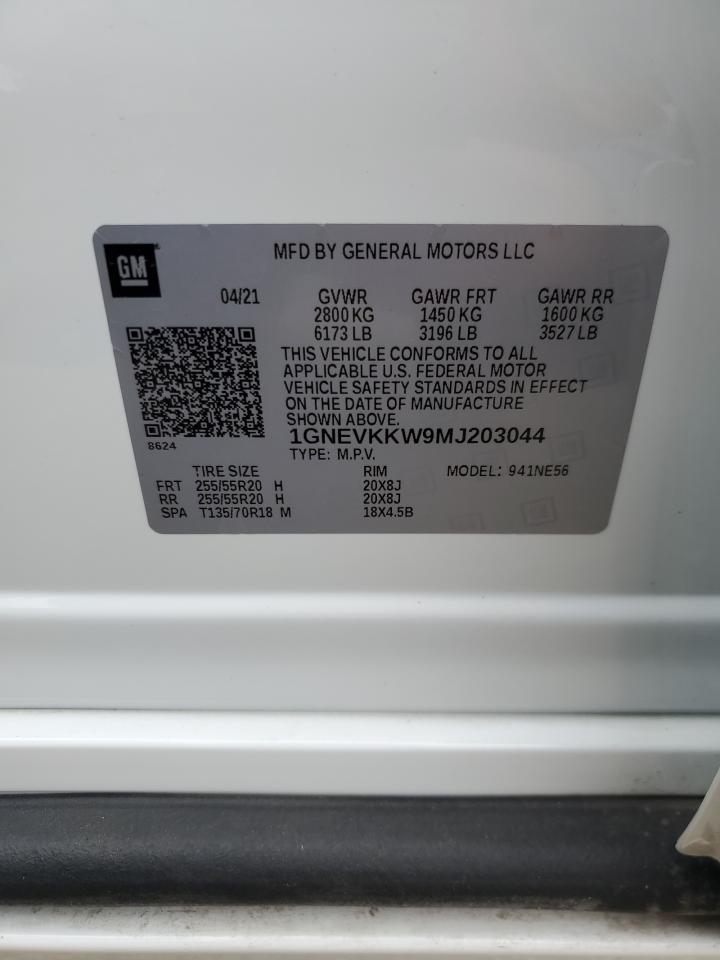 GM
MFD BY GENERAL MOTORS LLC
04/21 GVWR GAWR FRT GAWR RR
2800 KG 1450 KG 1600 KG
6173 LB 3196 LB 3527 LB
THIS VEHICLE CONFORMS TO ALL
APPLICABLE U.S. FEDERAL MOTOR
VEHICLE SAFETY STANDARDS IN EFFECT
ON THE DATE OF MANUFACTURE
SHOWN ABOVE.
8624
1GNEVKKW9MJ203044
TYPE: M.P.V.
TIRE SIZE RIM MODEL: 941NE56
FRT 255/55R20 H 20X8J
RR 255/55R20 H 20X8J
SPA T135/70R18 M 18X4.5B